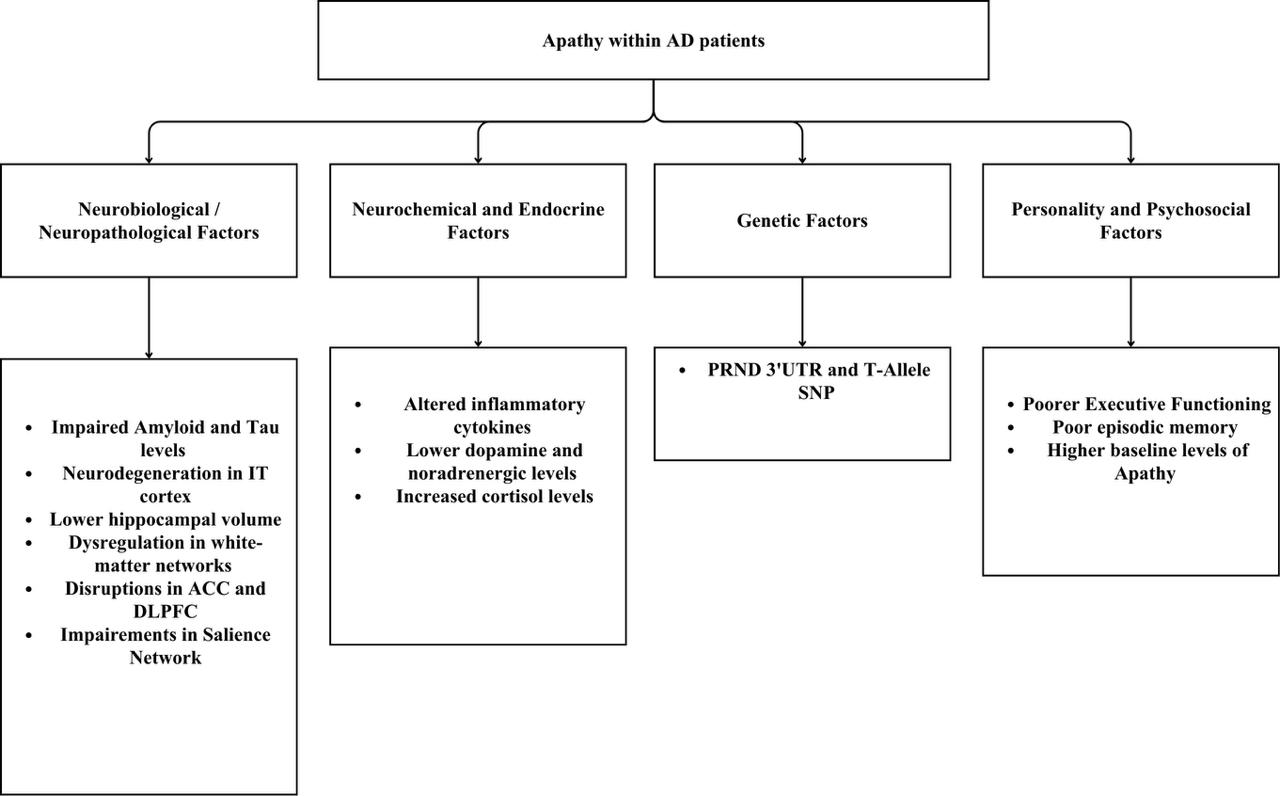 Apathy within AD patients
Neurobiological /
Neuropathological Factors
Neurochemical and Endocrine
Factors
Genetic Factors
Personality and Psychosocial
Factors
• Impaired Amyloid and Tau
levels
• Neurodegeneration in IT
cortex
• Lower hippocampal volume
• Dysregulation in white-
matter networks
• Disruptions in ACC and
DLPFC
• Impairements in Salience
Network
• Altered inflammatory
cytokines
• Lower dopamine and
noradrenergic levels
• Increased cortisol levels
• PRND 3'UTR and T-Allele
SNP
• Poorer Executive Functioning
• Poor episodic memory
• Higher baseline levels of
Apathy